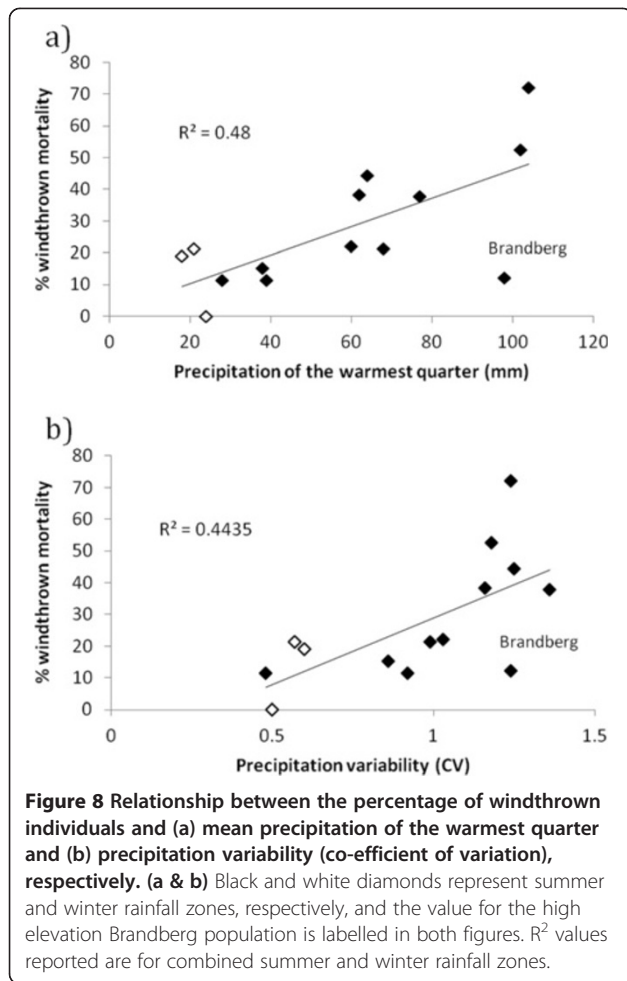 a)
% windthrown mortality
80
70
60
50
40
30
20
10
0
R² = 0.48
Brandberg
0 20 40 60 80 100 120
Precipitation of the warmest quarter (mm)
b)
% windthrown mortality
80
70
60
50
40
30
20
10
0
R² = 0.4435
Brandberg
0 0.5 1 1.5
Precipitation variability (CV)
Figure 8 Relationship between the percentage of windthrown
individuals and (a) mean precipitation of the warmest quarter
and (b) precipitation variability (co-efficient of variation),
respectively. (a & b) Black and white diamonds represent summer
and winter rainfall zones, respectively, and the value for the high
elevation Brandberg population is labelled in both figures. R² values
reported are for combined summer and winter rainfall zones.